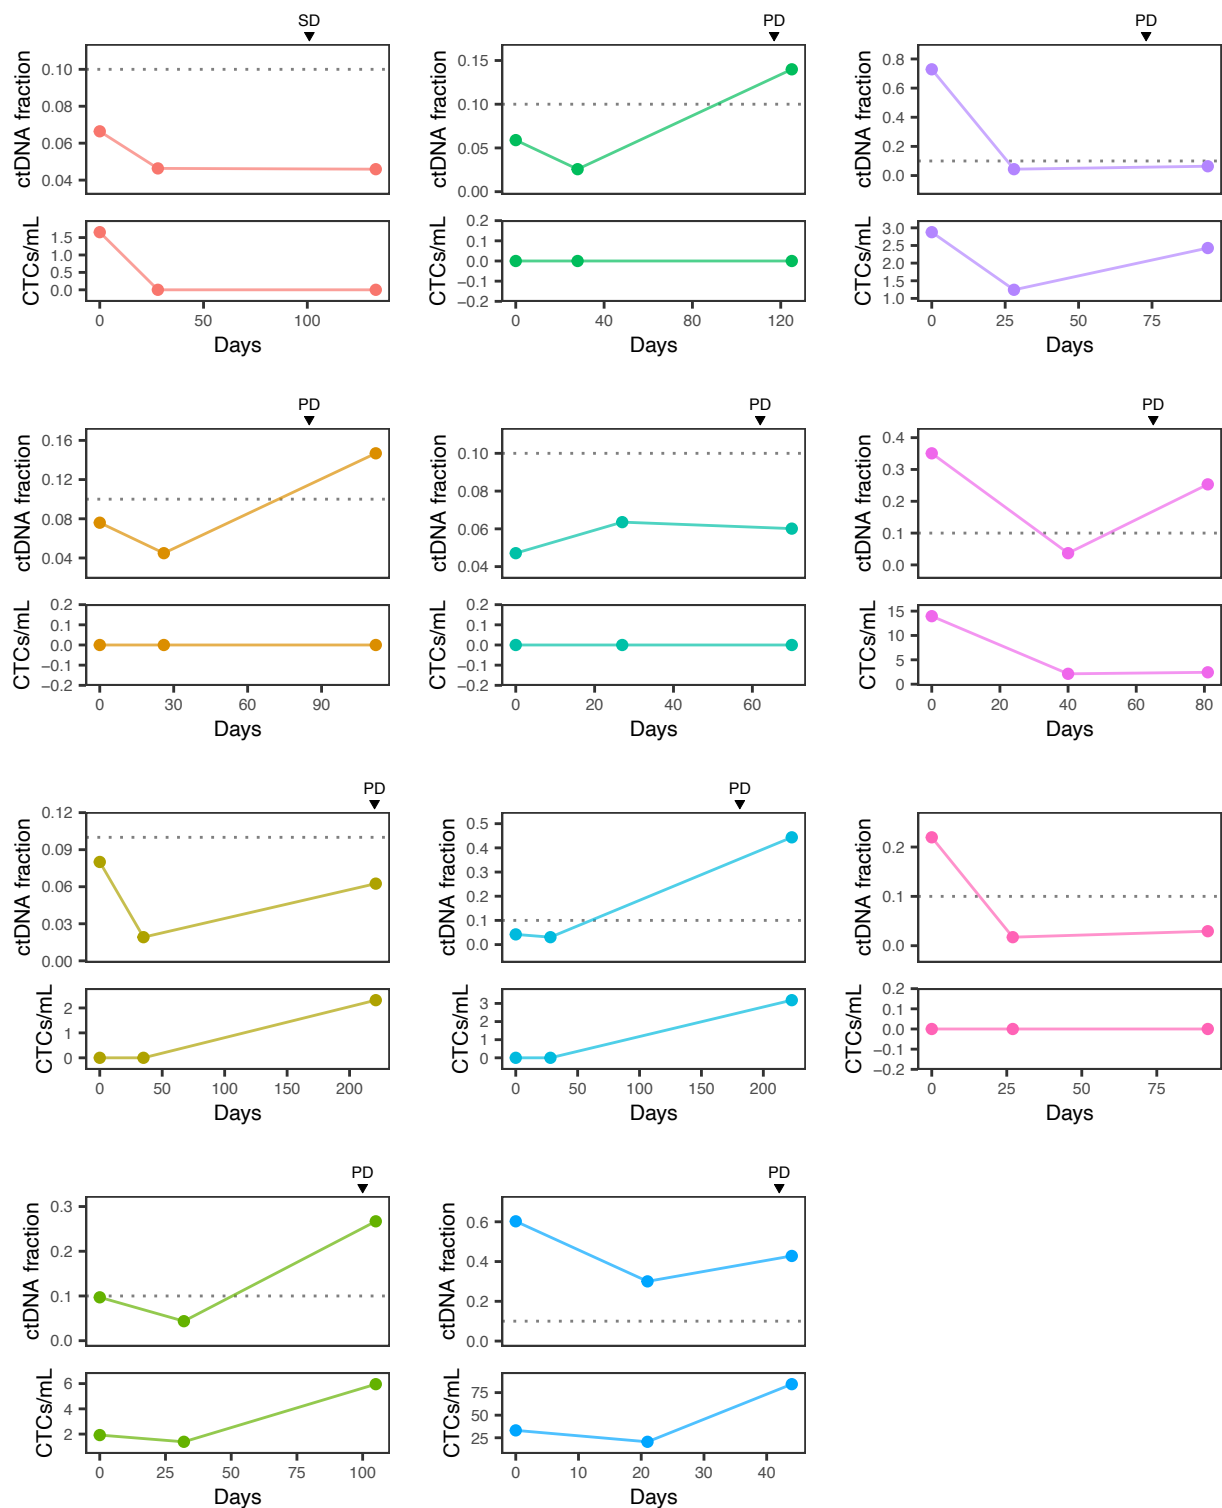 SD
ctDNA fraction
0.10
0.08
0.06
0.04
CTCs/mL
1.5
1.0
0.5
0.0
0 50 100
Days
PD
ctDNA fraction
0.15
0.10
0.05
0.00
CTCs/mL
0.2
0.1
0.0
−0.1
−0.2
0 40 80 120
Days
PD
ctDNA fraction
0.8
0.6
0.4
0.2
0.0
CTCs/mL
3.0
2.5
2.0
1.5
1.0
0 25 50 75
Days
PD
ctDNA fraction
0.16
0.12
0.08
0.04
CTCs/mL
0.2
0.1
0.0
−0.1
−0.2
0 30 60 90
Days
PD
ctDNA fraction
0.10
0.08
0.06
0.04
CTCs/mL
0.2
0.1
0.0
−0.1
−0.2
0 20 40 60
Days
PD
ctDNA fraction
0.4
0.3
0.2
0.1
0.0
CTCs/mL
15
10
5
0
0 20 40 60 80
Days
PD
ctDNA fraction
0.12
0.09
0.06
0.03
0.00
CTCs/mL
2
1
0
0 50 100 150 200
Days
PD
ctDNA fraction
0.5
0.4
0.3
0.2
0.1
0.0
CTCs/mL
3
2
1
0
0 50 100 150 200
Days
ctDNA fraction
0.2
0.1
0.0
CTCs/mL
0.2
0.1
0.0
−0.1
−0.2
0 25 50 75
Days
PD
ctDNA fraction
0.3
0.2
0.1
0.0
CTCs/mL
6
4
2
0 25 50 75 100
Days
PD
ctDNA fraction
0.6
0.4
0.2
0.0
CTCs/mL
75
50
25
0 10 20 30 40
Days